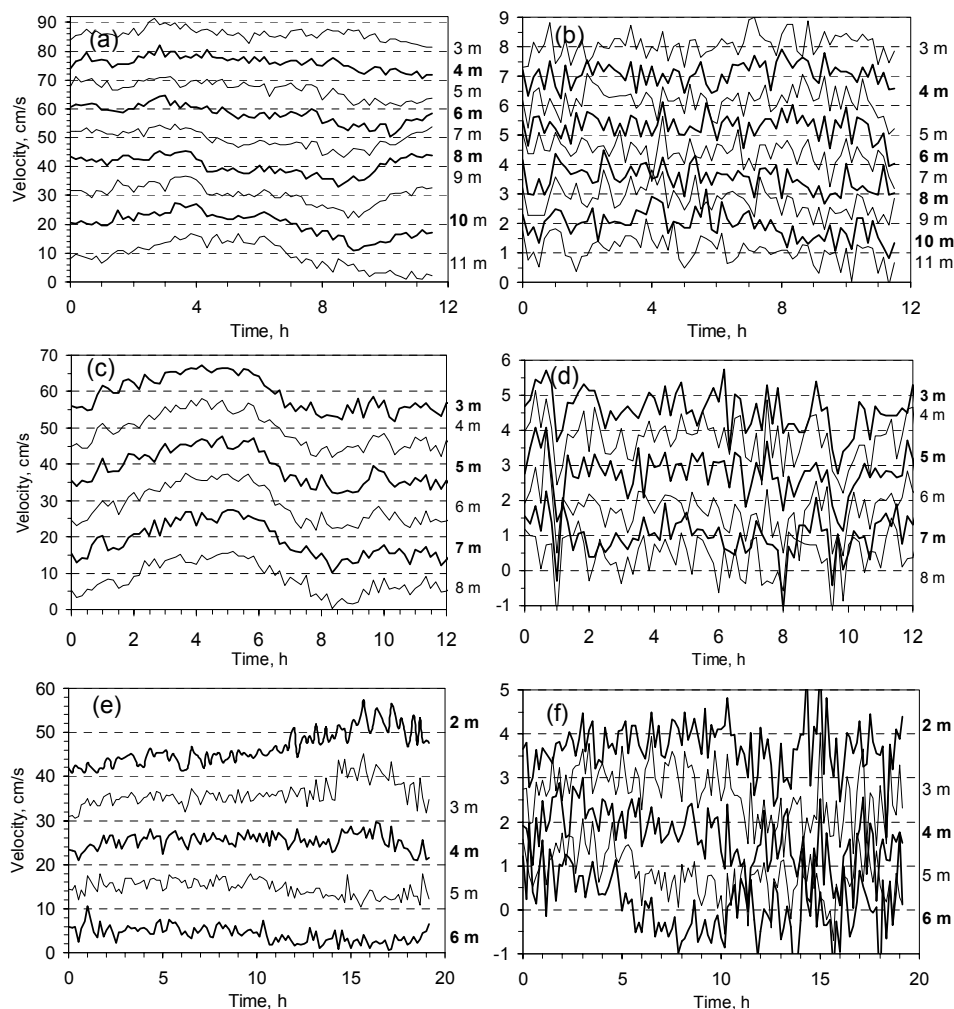 (a)
Velocity, cm/s
90
80
70
60
50
40
30
20
10
0
3 m
4 m
5 m
6 m
7 m
8 m
9 m
10 m
11 m
0 4 8 12
Time, h
(b)
9
8
7
6
5
4
3
2
1
0
3 m
4 m
5 m
6 m
7 m
8 m
9 m
10 m
11 m
0 4 8 12
Time, h
(c)
Velocity, cm/s
70
60
50
40
30
20
10
0
3 m
4 m
5 m
6 m
7 m
8 m
0 2 4 6 8 10 12
Time, h
(d)
6
5
4
3
2
1
0
-1
3 m
4 m
5 m
6 m
7 m
8 m
0 2 4 6 8 10 12
Time, h
(e)
Velocity, cm/s
60
50
40
30
20
10
0
2 m
3 m
4 m
5 m
6 m
0 5 10 15 20
Time, h
(f)
5
4
3
2
1
0
-1
2 m
3 m
4 m
5 m
6 m
0 5 10 15 20
Time, h